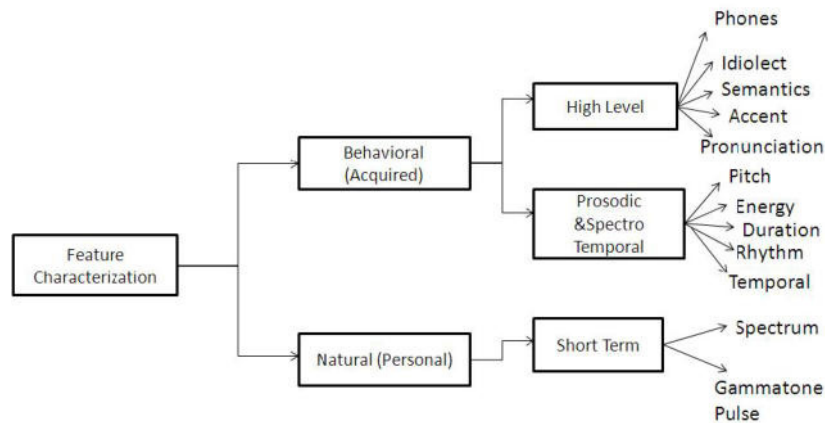 Phones
Idiolect
Semantics
Accent
Pronunciation
High Level
Behavioral
(Acquired)
Pitch
Energy
Duration
Rhythm
Temporal
Prosodic
&Spectro
Temporal
Feature
Characterization
Natural (Personal)
Short Term
Spectrum
Gammatone
Pulse